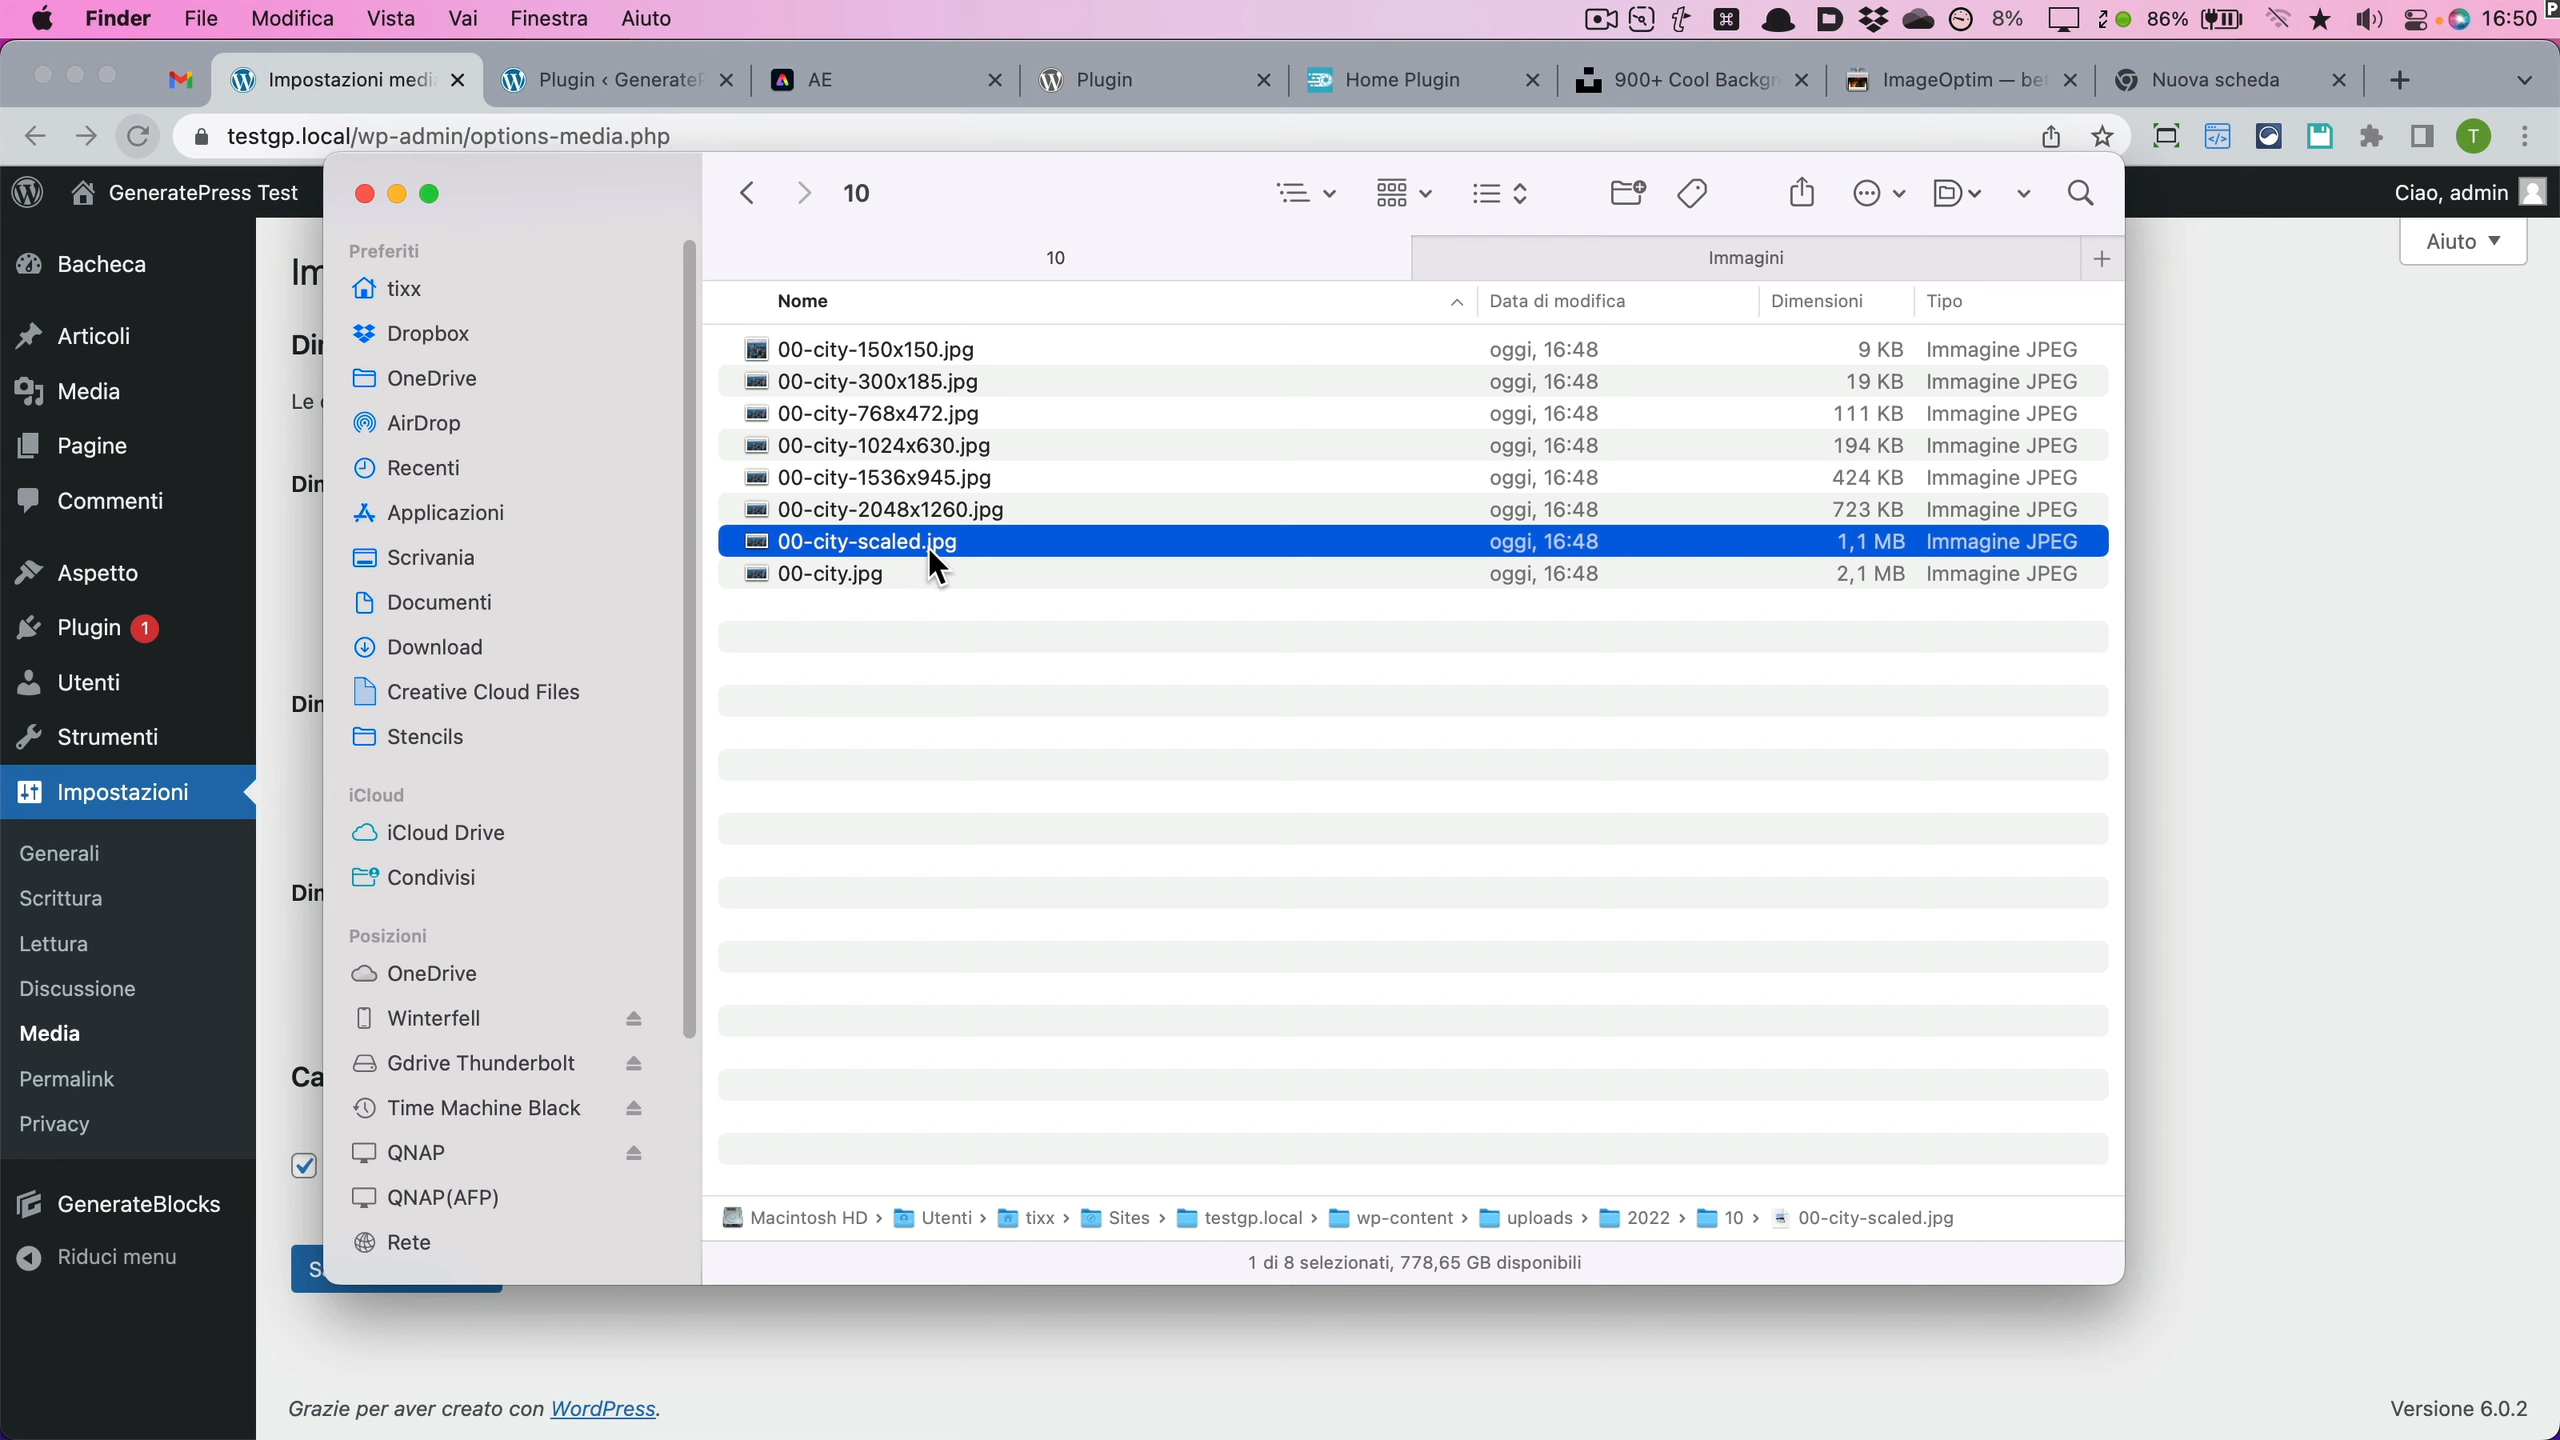 Finder File Modifica Vista Vai Finestra Aiuto 8% 86% 16:50
Impostazioni medi Plugin ‹ GenerateP AE Plugin Home Plugin 900+ Cool Backgr ImageOptim — bet Nuova scheda
testgp.local/wp-admin/options-media.php T
GeneratePress Test Ciao, admin
Aiuto
Bacheca
Articoli
Media
Pagine
Commenti
Aspetto
Plugin 1
Utenti
Strumenti
Impostazioni
Generali
Scrittura
Lettura
Discussione
Media
Permalink
Privacy
GenerateBlocks
Riduci menu
Preferiti
tixx
Dropbox
OneDrive
AirDrop
Recenti
Applicazioni
Scrivania
Documenti
Download
Creative Cloud Files
Stencils
iCloud
iCloud Drive
Condivisi
Posizioni
OneDrive
Winterfell
Gdrive Thunderbolt
Time Machine Black
QNAP
QNAP(AFP)
Rete
10
10 Immagini
Nome Data di modifica Dimensioni Tipo
00-city-150x150.jpg oggi, 16:48 9 KB Immagine JPEG
00-city-300x185.jpg oggi, 16:48 19 KB Immagine JPEG
00-city-768x472.jpg oggi, 16:48 111 KB Immagine JPEG
00-city-1024x630.jpg oggi, 16:48 194 KB Immagine JPEG
00-city-1536x945.jpg oggi, 16:48 424 KB Immagine JPEG
00-city-2048x1260.jpg oggi, 16:48 723 KB Immagine JPEG
00-city-scaled.jpg oggi, 16:48 1,1 MB Immagine JPEG
00-city.jpg oggi, 16:48 2,1 MB Immagine JPEG
Macintosh HD › Utenti › tixx › Sites › testgp.local › wp-content › uploads › 2022 › 10 › 00-city-scaled.jpg
1 di 8 selezionati, 778,65 GB disponibili
Grazie per aver creato con WordPress.
Versione 6.0.2